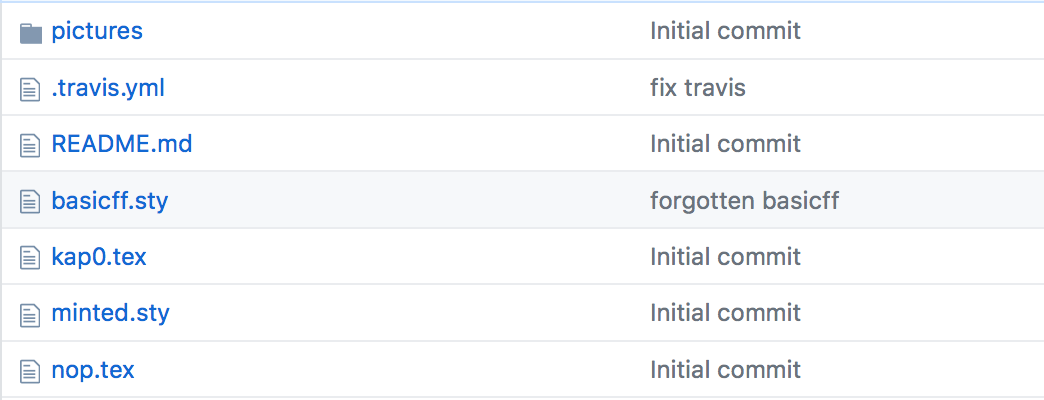 pictures Initial commit
.travis.yml fix travis
README.md Initial commit
basicff.sty forgotten basicff
kap0.tex Initial commit
minted.sty Initial commit
nop.tex Initial commit